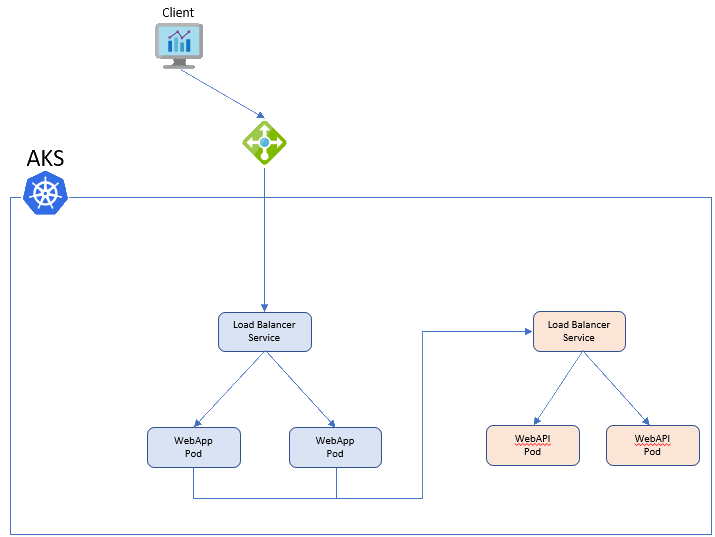 Client
AKS
Load Balancer
Service
Load Balancer
Service
WebApp
Pod
WebApp
Pod
WebAPI
Pod
WebAPI
Pod